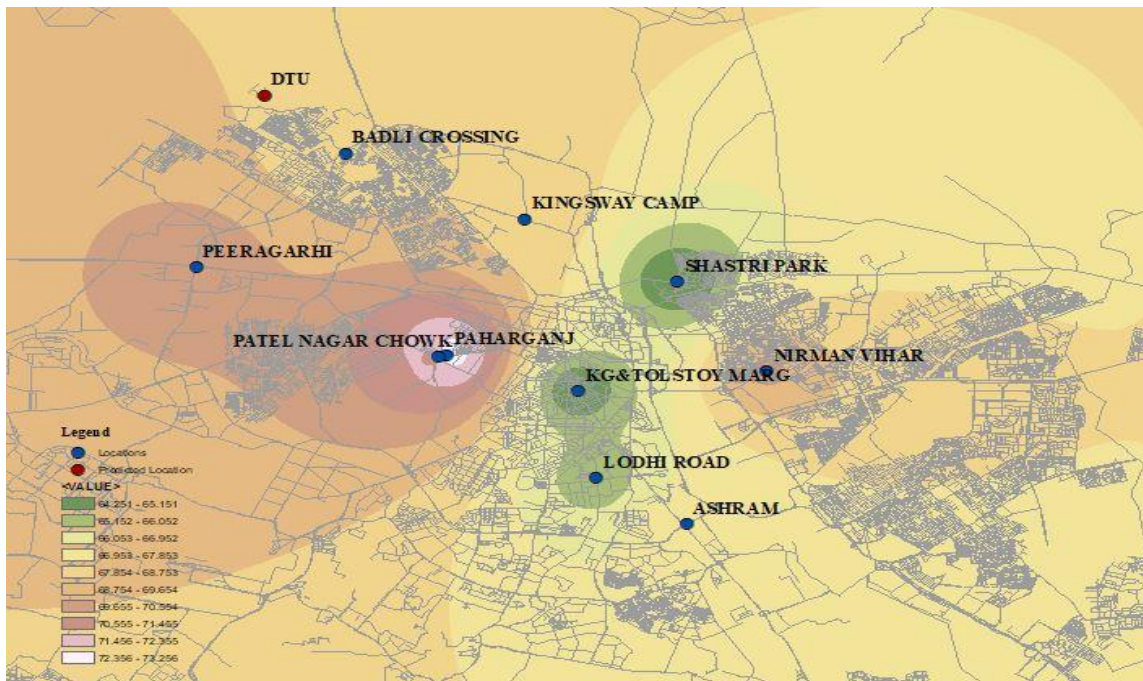 DTU
BADLI CROSSING
KINGSWAY CAMP
PEERAGARHI
SHASTRI PARK
PATEL NAGAR CHOWK
PAHARGANJ
NIRMAN VIHAR
KG&TOLSTOY MARG
LODHI ROAD
ASHRAM
Legend
Locations
Predicted Location
<VALUE>
64.251 - 65.151
65.152 - 66.052
66.053 - 66.952
66.953 - 67.853
67.854 - 68.753
68.754 - 69.654
69.655 - 70.554
70.555 - 71.455
71.456 - 72.355
72.356 - 73.256